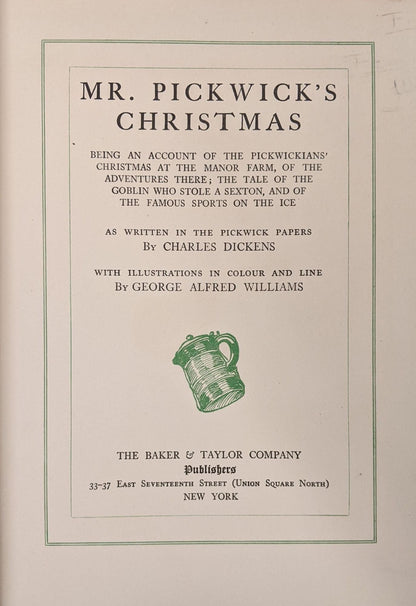 MR. PICKWICK'S
CHRISTMAS
BEING AN ACCOUNT OF THE PICKWICKIANS'
CHRISTMAS AT THE MANOR FARM, OF THE
ADVENTURES THERE; THE TALE OF THE
GOBLIN WHO STOLE A SEXTON, AND OF
THE FAMOUS SPORTS ON THE ICE
AS WRITTEN IN THE PICKWICK PAPERS
BY CHARLES DICKENS
WITH ILLUSTRATIONS IN COLOUR AND LINE
BY GEORGE ALFRED WILLIAMS
THE BAKER & TAYLOR COMPANY
Publishers
33-37 EAST SEVENTEENTH STREET (UNION SQUARE NORTH)
NEW YORK